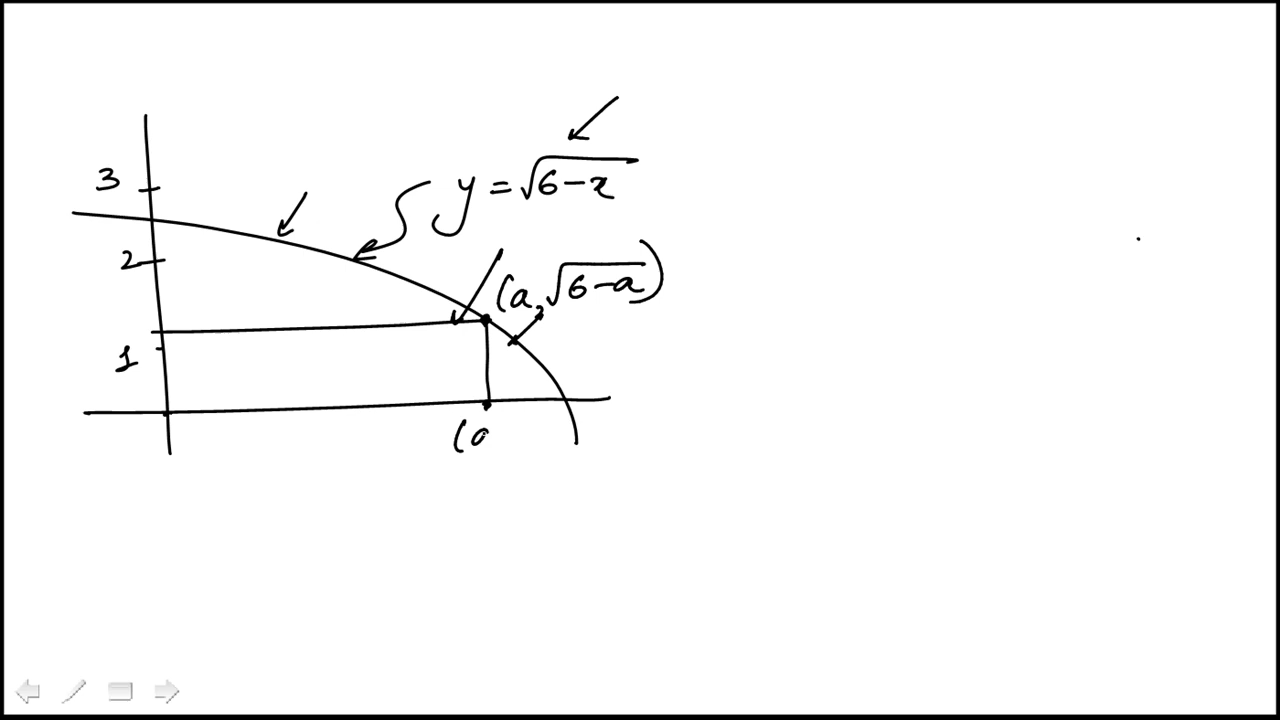 3
y = √6-x
2
(a, √6-a)
1
(a